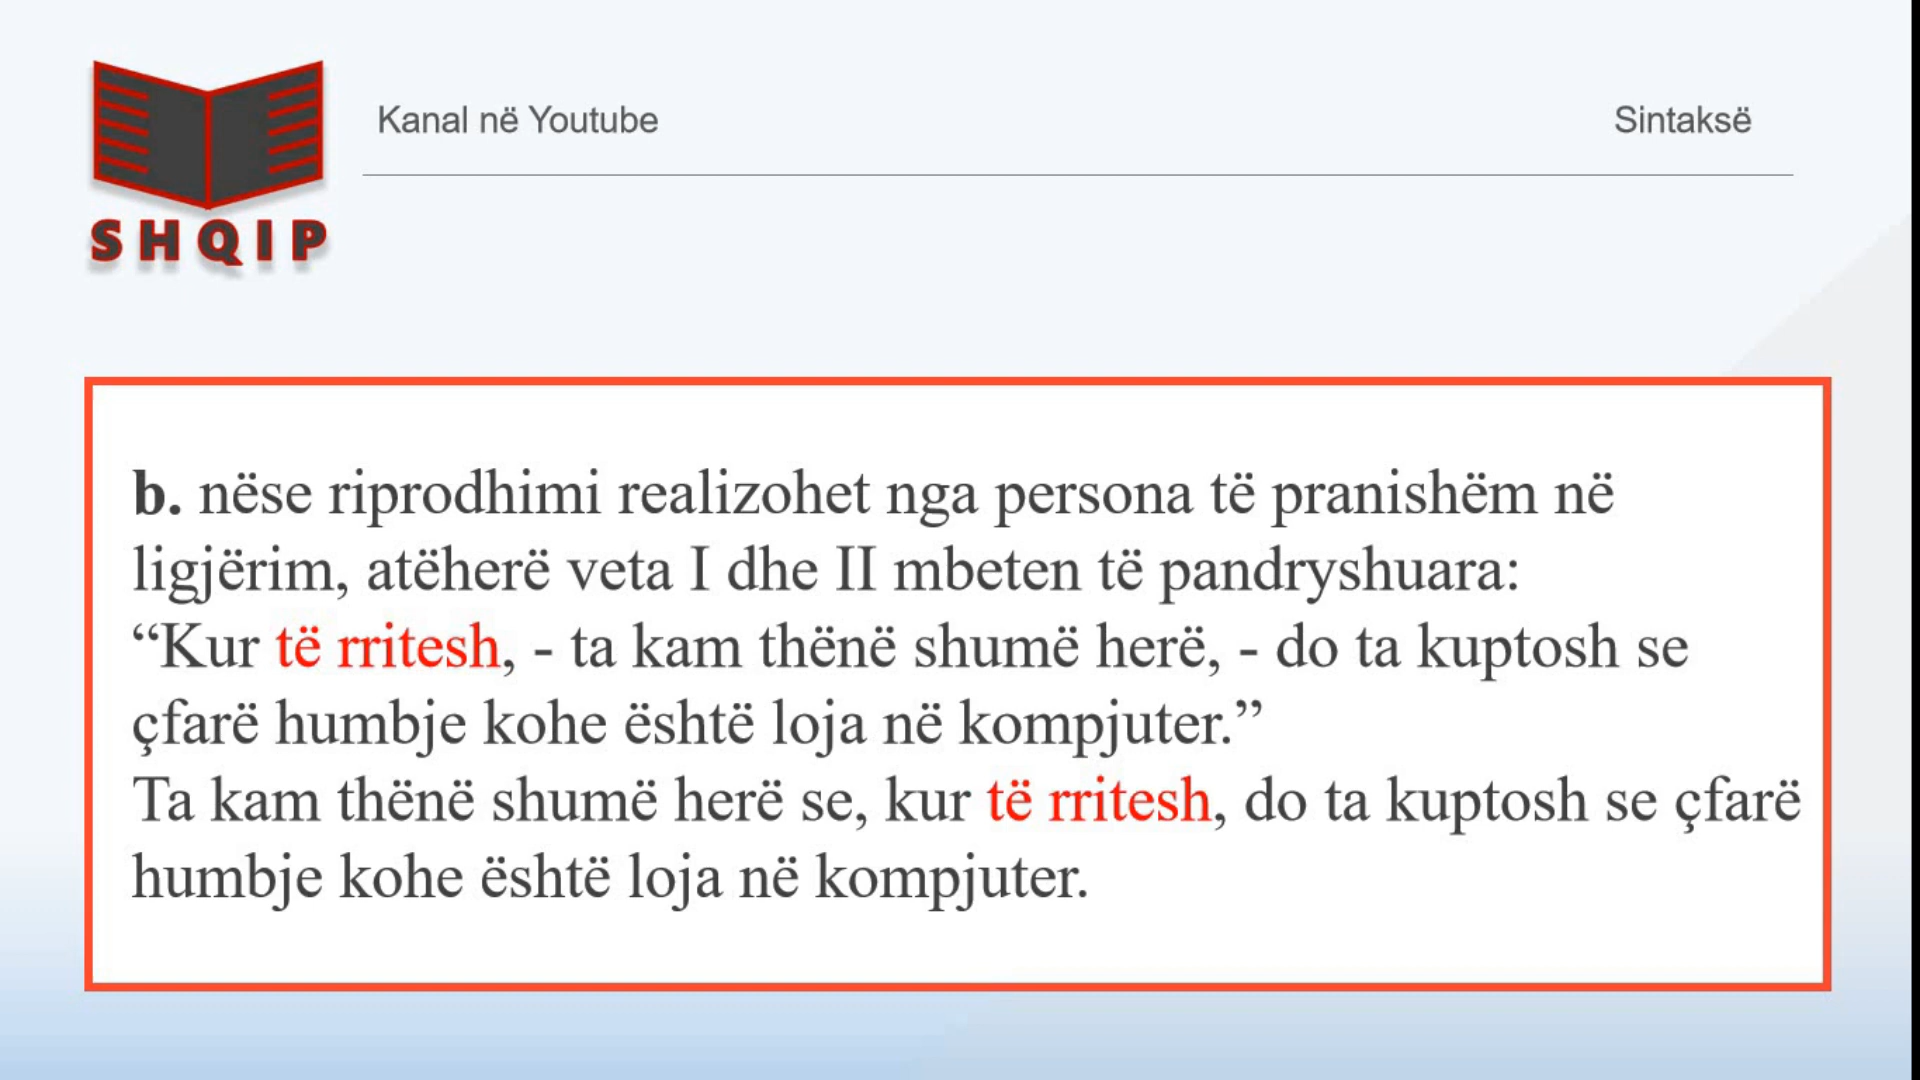 Kanal në Youtube
Sintaksë
SHQIP
b. nëse riprodhimi realizohet nga persona të pranishëm në
ligjërim, atëherë veta I dhe II mbeten të pandryshuara:
“Kur të rritesh, - ta kam thënë shumë herë, - do ta kuptosh se
çfarë humbje kohe është loja në kompjuter.”
Ta kam thënë shumë herë se, kur të rritesh, do ta kuptosh se çfarë
humbje kohe është loja në kompjuter.